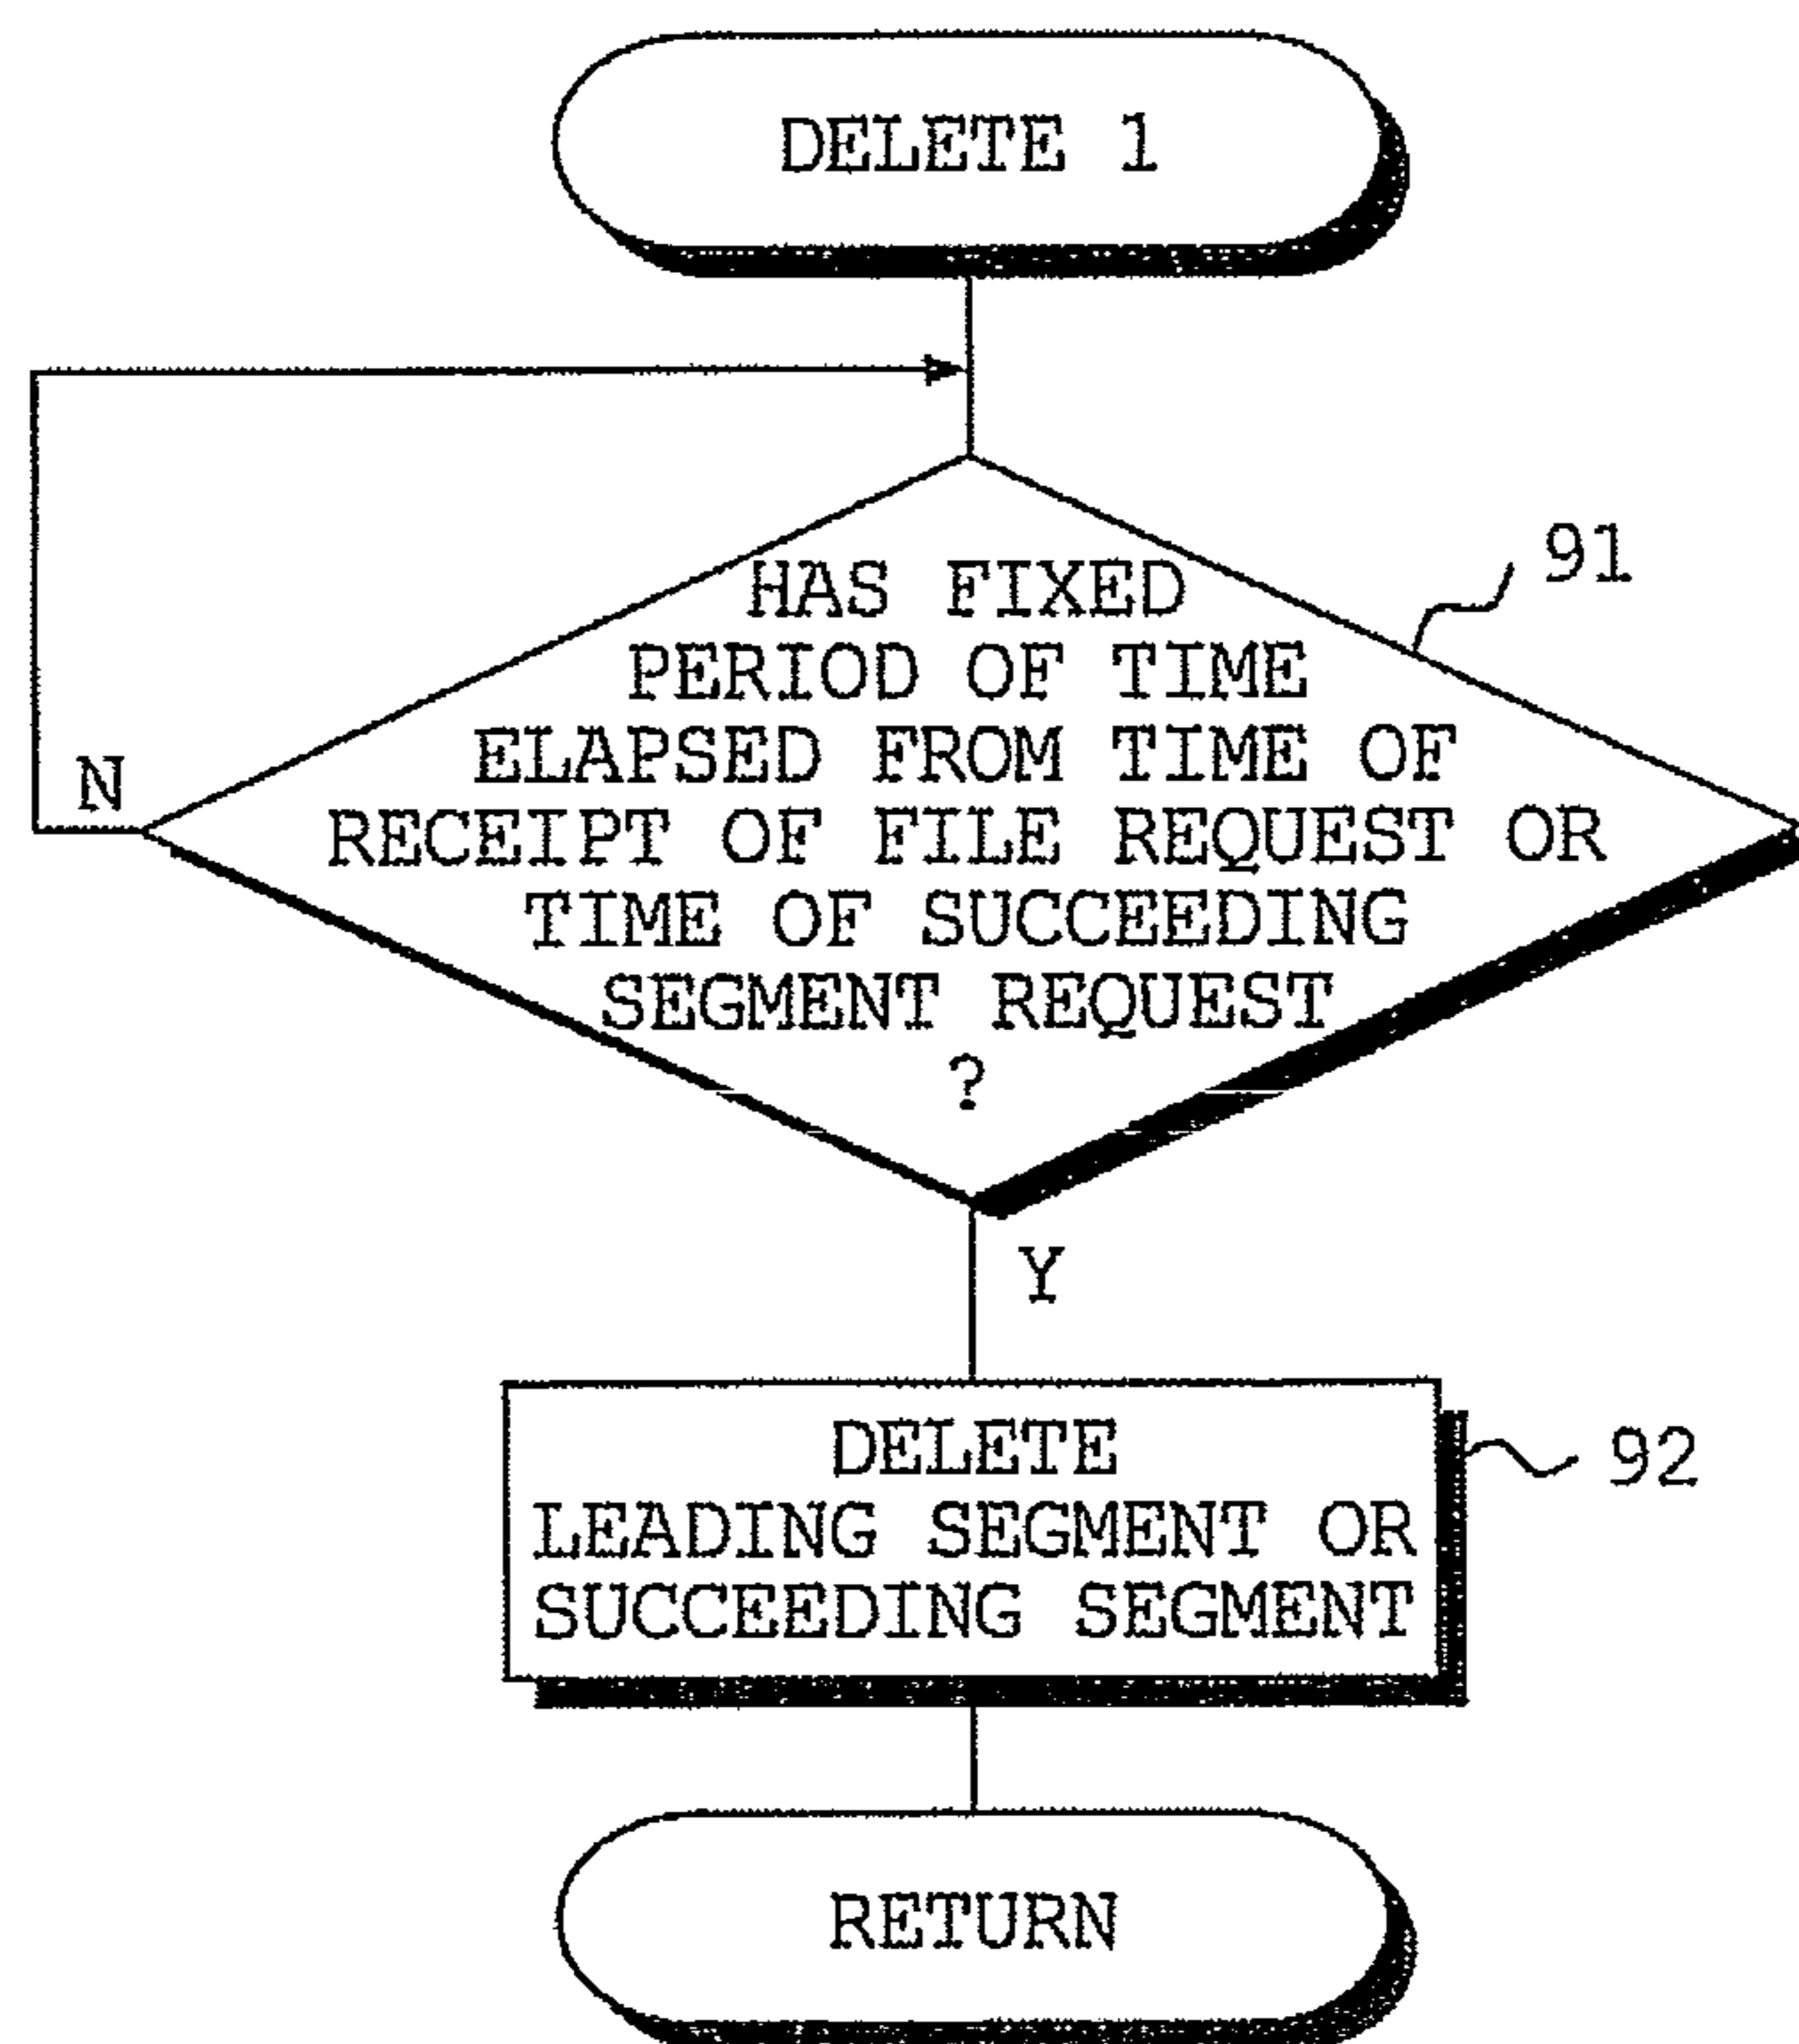 DELETE 1
HAS FIXED
91
PERIOD OF TIME
ELAPSED FROM TIME OF
N
RECEIPT OF FILE REQUEST OR
TIME OF SUCCEEDING
SEGMENT REQUEST
?
Y
DELETE
92
LEADING SEGMENT OR
SUCCEEDING SEGMENT
RETURN